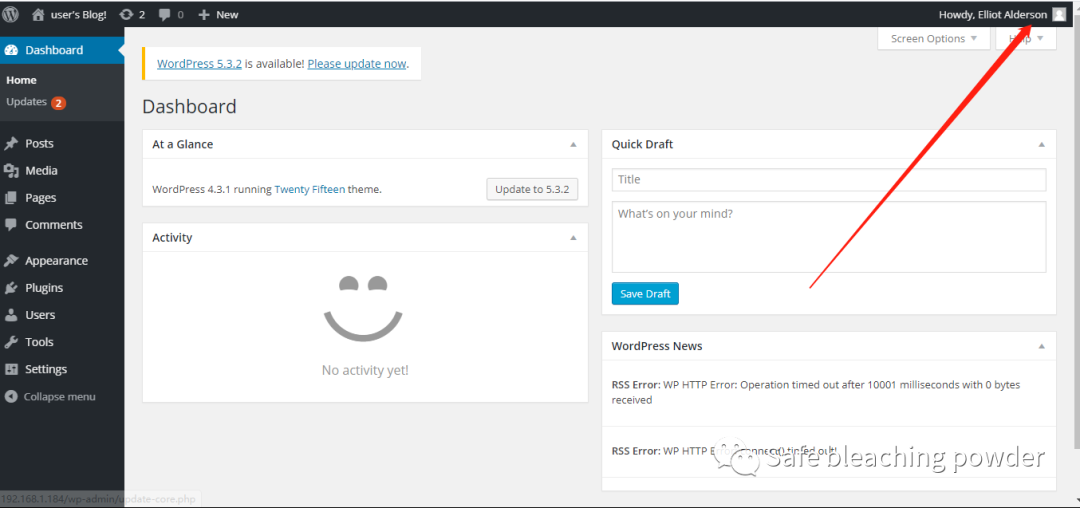 user's Blog! 2 0 + New Howdy, Elliot Alderson
Dashboard
Home
Updates 2
Posts
Media
Pages
Comments
Appearance
Plugins
Users
Tools
Settings
Collapse menu
Screen Options
WordPress 5.3.2 is available! Please update now.
Dashboard
At a Glance
WordPress 4.3.1 running Twenty Fifteen theme. Update to 5.3.2
Activity
No activity yet!
Quick Draft
Title
What's on your mind?
Save Draft
WordPress News
RSS Error: WP HTTP Error: Operation timed out after 10001 milliseconds with 0 bytes
received
RSS Error: WP HTTP timed out!
Safe bleaching powder
192.168.1.184/wp-admin/update-core.php